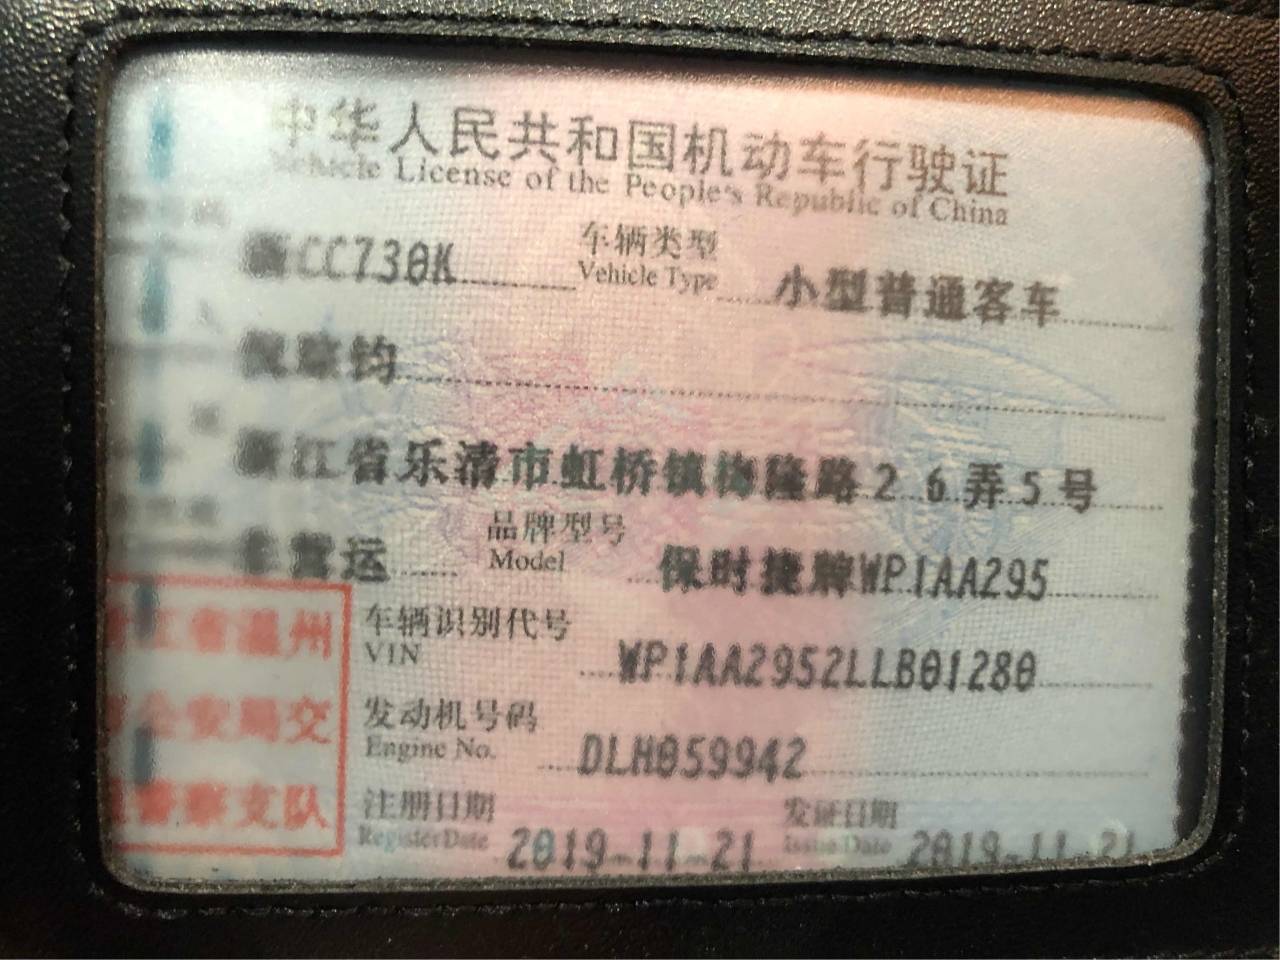 中华人民共和国机动车行驶证
Vehicle License of the People's Republic of China
CC730K 车辆类型 Vehicle Type 小型普通客车
钧
浙江省乐清市虹桥镇梅隆路26弄5号
非营运 品牌型号 Model 保时捷牌WP1AA295
浙江省温州
车辆识别代号 VIN WP1AA2952LLB01280
公安局交
发动机号码 Engine No. DLH059942
警察支队
注册日期 Register Date 2019-11-21 发证日期 Issue Date 2019-11-21